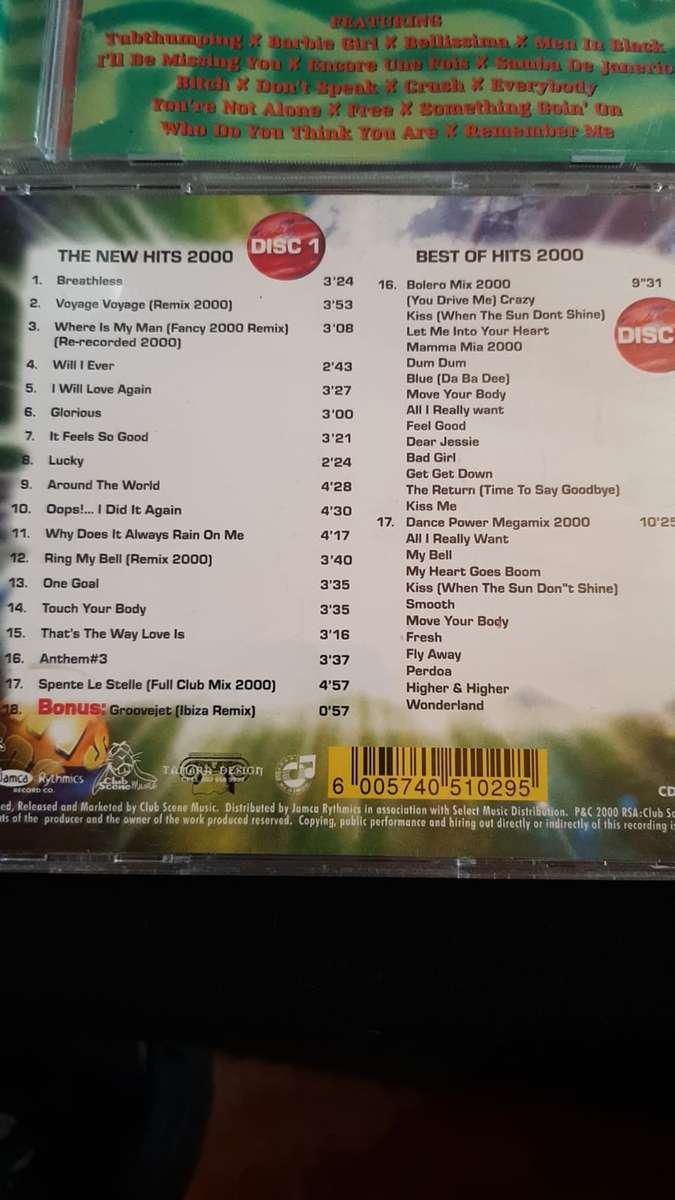 FEATURING
Tubthumping X Barbie Girl X Bellissima X Men In Black
I'll Be Missing You X Encore Une Fois X Samba De Janerio
Bitch X Don't Speak X Crush X Everybody
You're Not Alone X Free X Something Goin' On
Who Do You Think You Are X Remember Me
THE NEW HITS 2000
DISC 1
1. Breathless 3'24
2. Voyage Voyage (Remix 2000) 3'53
3. Where Is My Man (Fancy 2000 Remix) 3'08
(Re-recorded 2000)
4. Will I Ever 2'43
5. I Will Love Again 3'27
6. Glorious 3'00
7. It Feels So Good 3'21
8. Lucky 2'24
9. Around The World 4'28
10. Oops!... I Did It Again 4'30
11. Why Does It Always Rain On Me 4'17
12. Ring My Bell (Remix 2000) 3'40
13. One Goal 3'35
14. Touch Your Body 3'35
15. That's The Way Love Is 3'16
16. Anthem#3 3'37
17. Spente Le Stelle (Full Club Mix 2000) 4'57
18. Bonus: Groovejet (Ibiza Remix) 0'57
BEST OF HITS 2000
DISC
16. Bolero Mix 2000 9"31
(You Drive Me) Crazy
Kiss (When The Sun Dont Shine)
Let Me Into Your Heart
Mamma Mia 2000
Dum Dum
Blue (Da Ba Dee)
Move Your Body
All I Really want
Feel Good
Dear Jessie
Bad Girl
Get Get Down
The Return (Time To Say Goodbye)
Kiss Me
17. Dance Power Megamix 2000 10'25
All I Really Want
My Bell
My Heart Goes Boom
Kiss (When The Sun Don"t Shine)
Smooth
Move Your Body
Fresh
Fly Away
Perdoa
Higher & Higher
Wonderland
Jamca Rythmics
RECORD CO.
Club
Scene Music
TAMARA DESIGN
6 005740 510295
CD
ed, Released and Marketed by Club Scene Music. Distributed by Jamca Rythmics in association with Select Music Distribution. P&C 2000 RSA:Club Sc
ts of the producer and the owner of the work produced reserved. Copying, public performance and hiring out directly or indirectly of this recording is